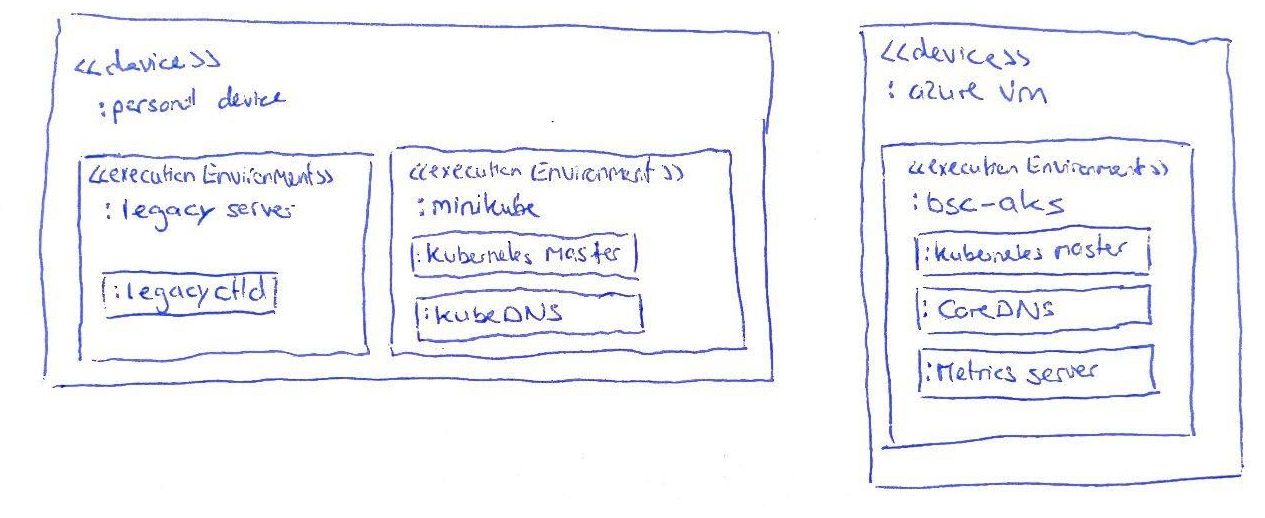 <<device>>
:personal device
<<execution Environment>>
:legacy server
:legacyctld
<<execution Environment>>
:minikube
:Kubernetes Master
:kubeDNS
<<device>>
: azure vm
<<execution Environment>>
:bsc-aks
:Kubernetes master
: CoreDNS
:Metrics server